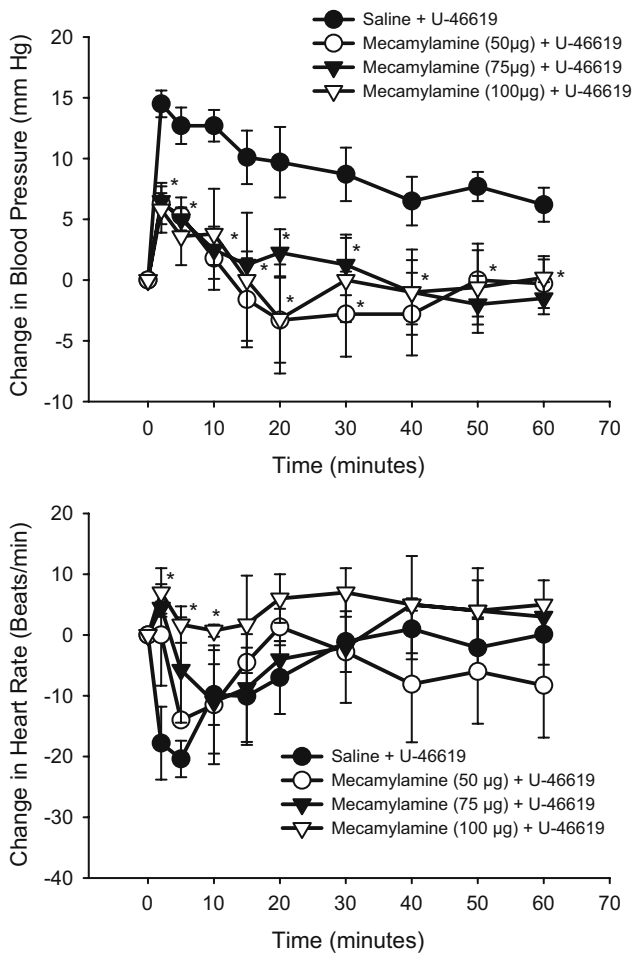 Saline + U-46619
Mecamylamine (50µg) + U-46619
Mecamylamine (75µg) + U-46619
Mecamylamine (100µg) + U-46619
Change in Blood Pressure (mm Hg)
20
15
10
5
0
-5
-10
* * * * * * * * * * *
0 10 20 30 40 50 60 70
Time (minutes)
Change in Heart Rate (Beats/min)
20
10
0
-10
-20
-30
-40
* * *
Saline + U-46619
Mecamylamine (50 µg) + U-46619
Mecamylamine (75 µg) + U-46619
Mecamylamine (100 µg) + U-46619
0 10 20 30 40 50 60 70
Time (minutes)